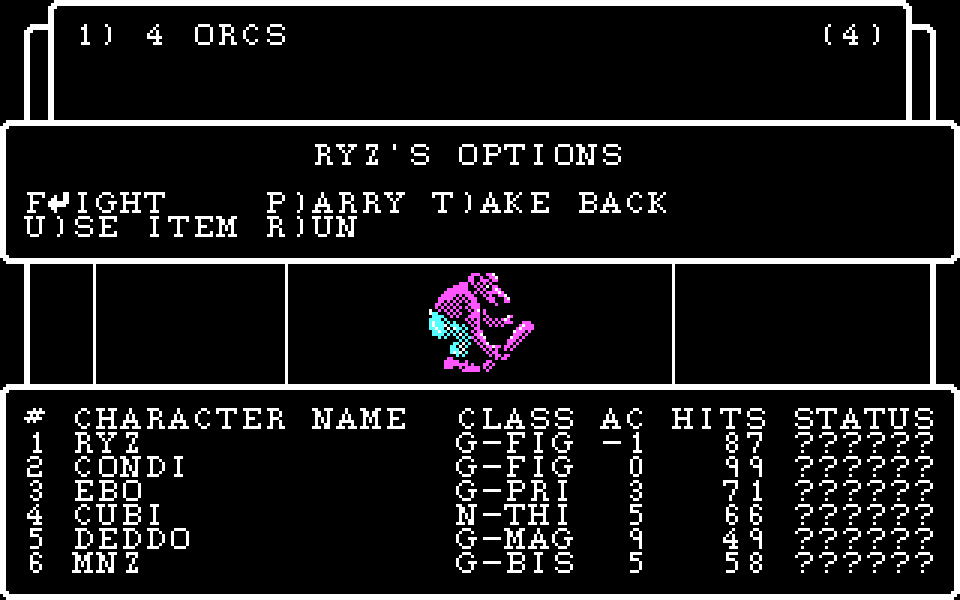 1) 4 ORCS (4)
RYZ'S OPTIONS
F↵IGHT P)ARRY T)AKE BACK
U)SE ITEM R)UN
# CHARACTER NAME CLASS AC HITS STATUS
1 RYZ G-FIG -1 87 ??????
2 CONDI G-FIG 0 99 ??????
3 EBO G-PRI 3 71 ??????
4 CUBI N-THI 5 66 ??????
5 DEDDO G-MAG 9 49 ??????
6 MNZ G-BIS 5 58 ??????